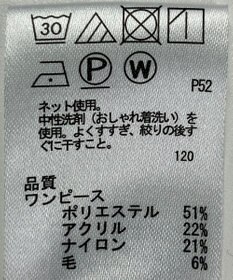 30
P W P52
ネット使用。
中性洗剤（おしゃれ着洗い）
を使用。よくすすぎ、絞りの後す
ぐに干すこと。
120
品質
ワンピース
ポリエステル 51%
アクリル 22%
ナイロン 21%
毛 6%